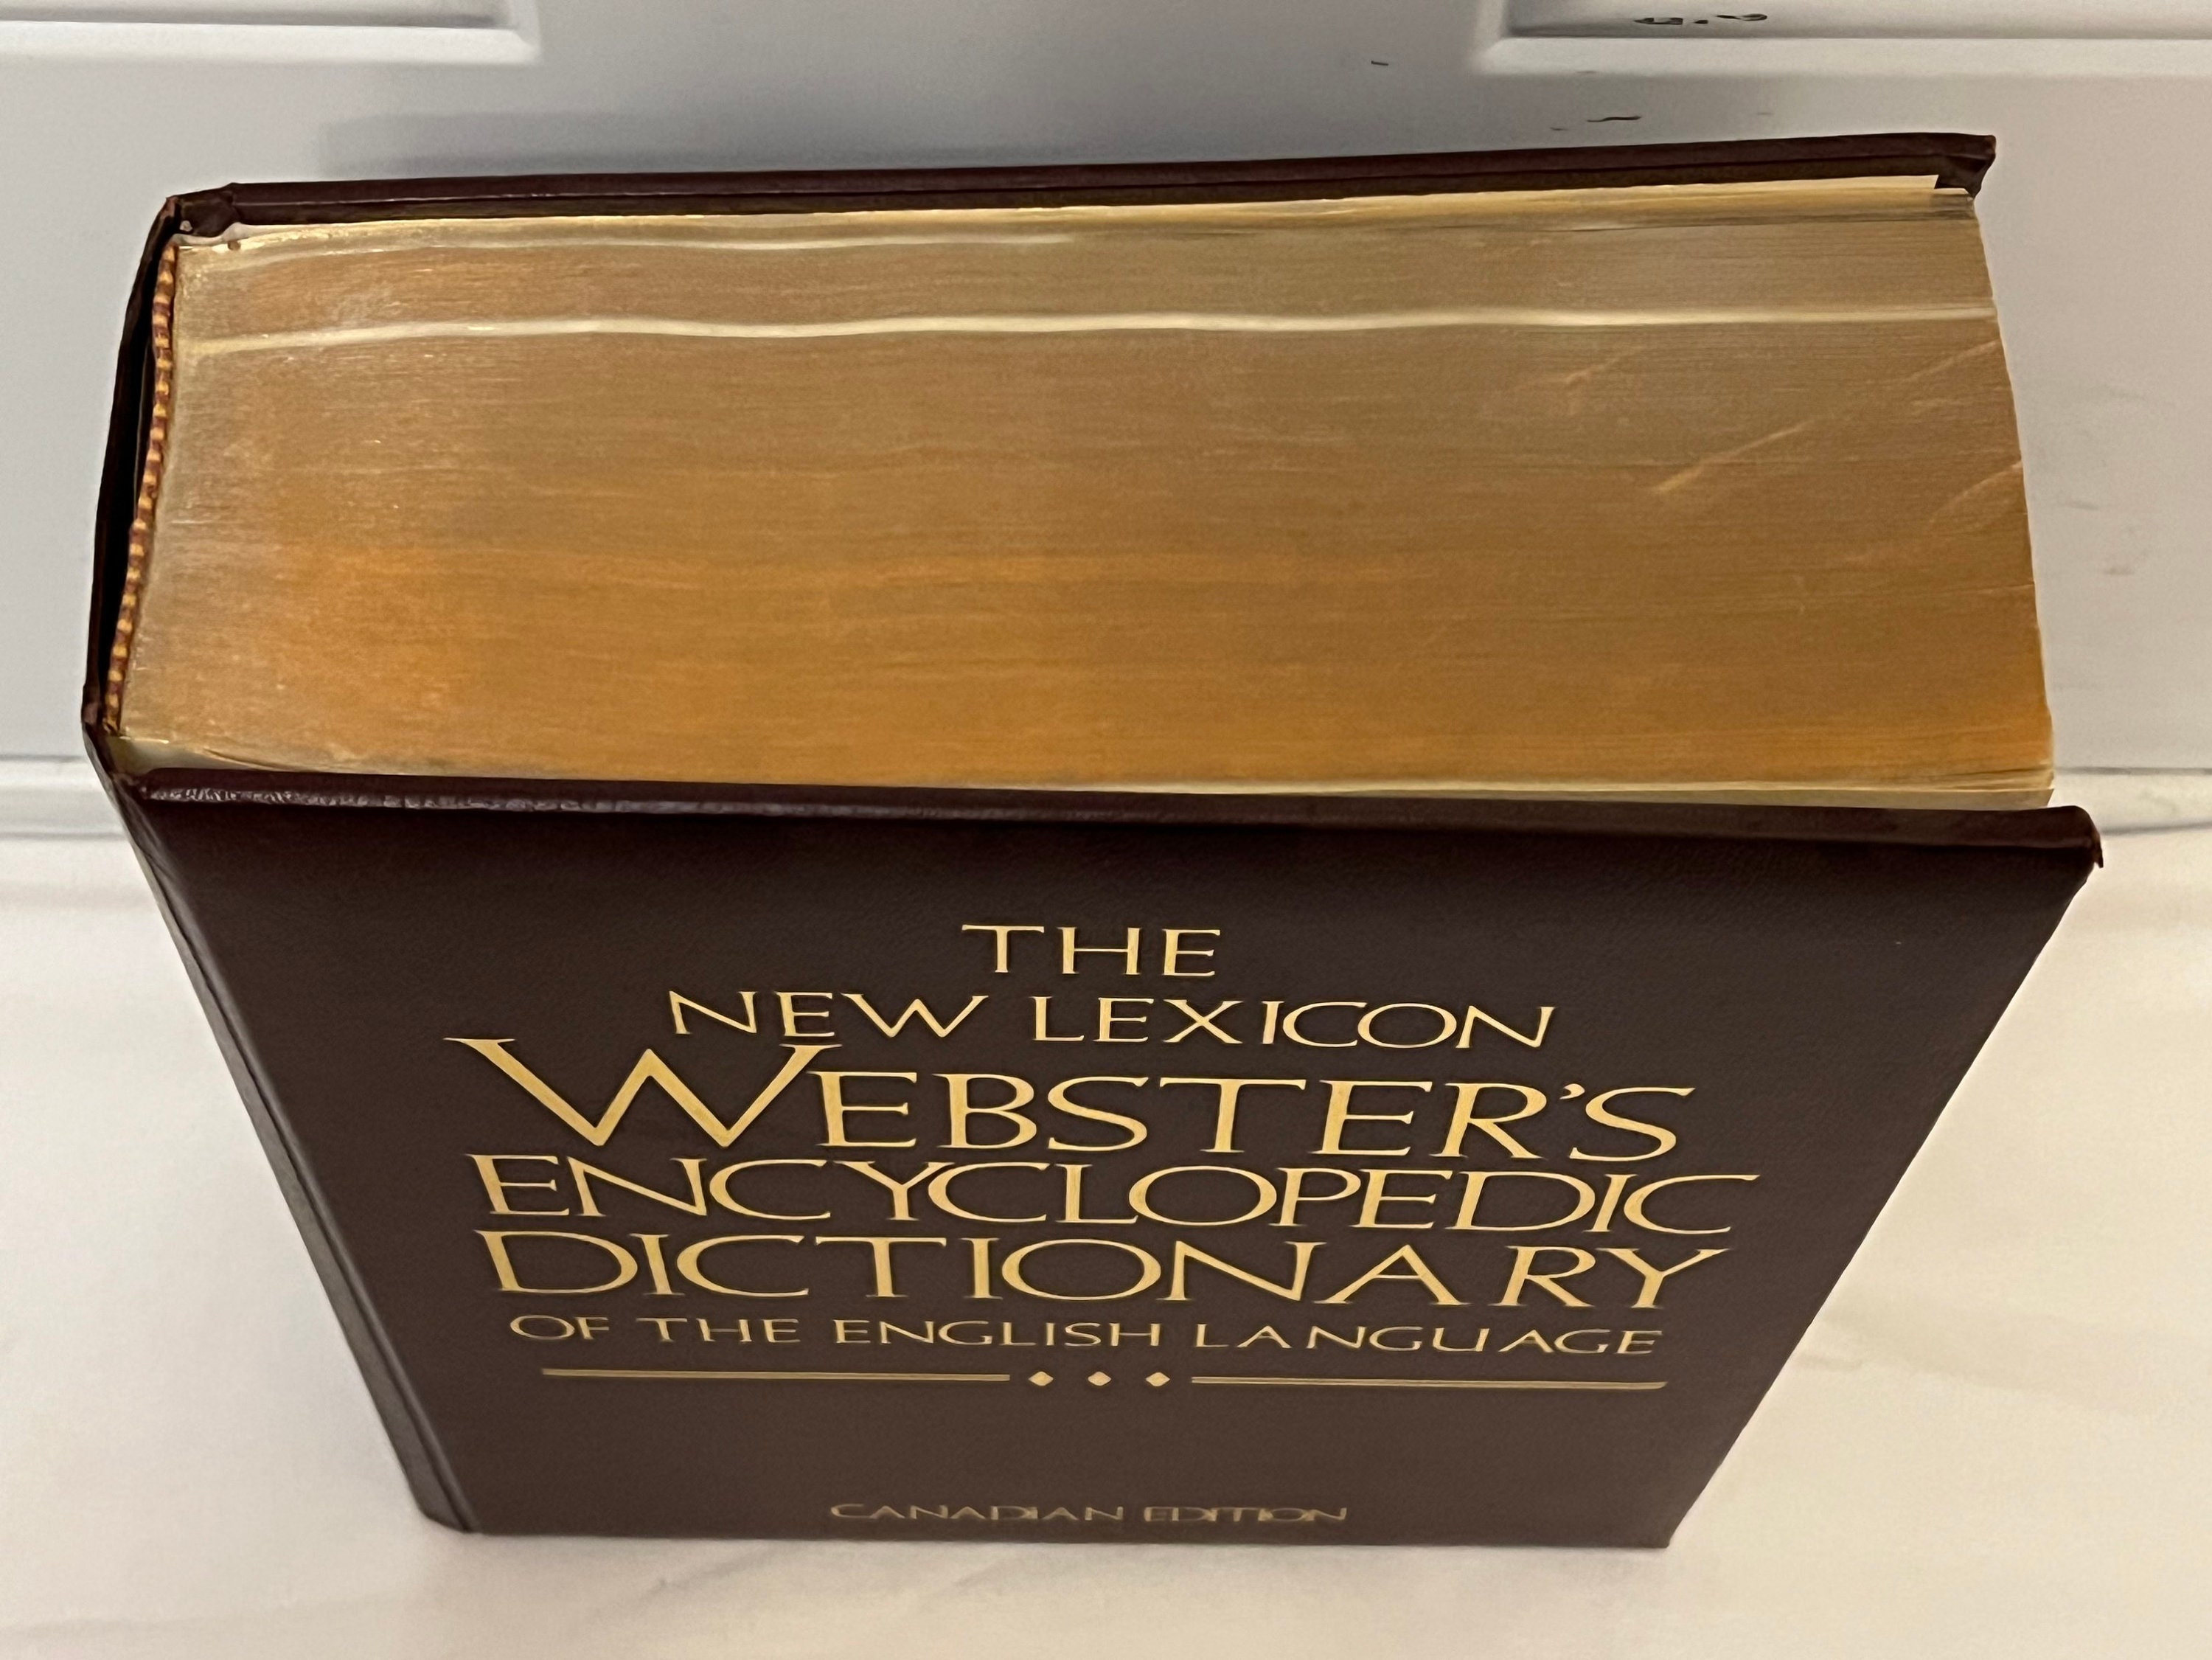 THE
NEW LEXICON
WEBSTER'S
ENCYCLOPEDIC
DICTIONARY
OF THE ENGLISH LANGUAGE
CANADIAN EDITION